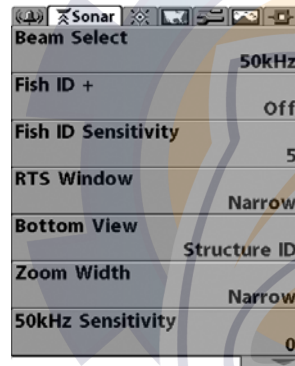 Sonar
Beam Select
50kHz
Fish ID +
Off
Fish ID Sensitivity
5
RTS Window
Narrow
Bottom View
Structure ID
Zoom Width
Narrow
50kHz Sensitivity
0